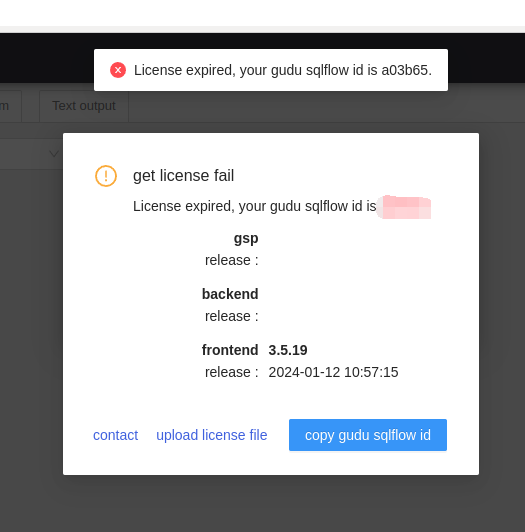 License expired, your gudu sqlflow id is a03b65.
m
Text output
get license fail
License expired, your gudu sqlflow id is
gsp
release :
backend
release :
frontend 3.5.19
release : 2024-01-12 10:57:15
contact upload license file copy gudu sqlflow id